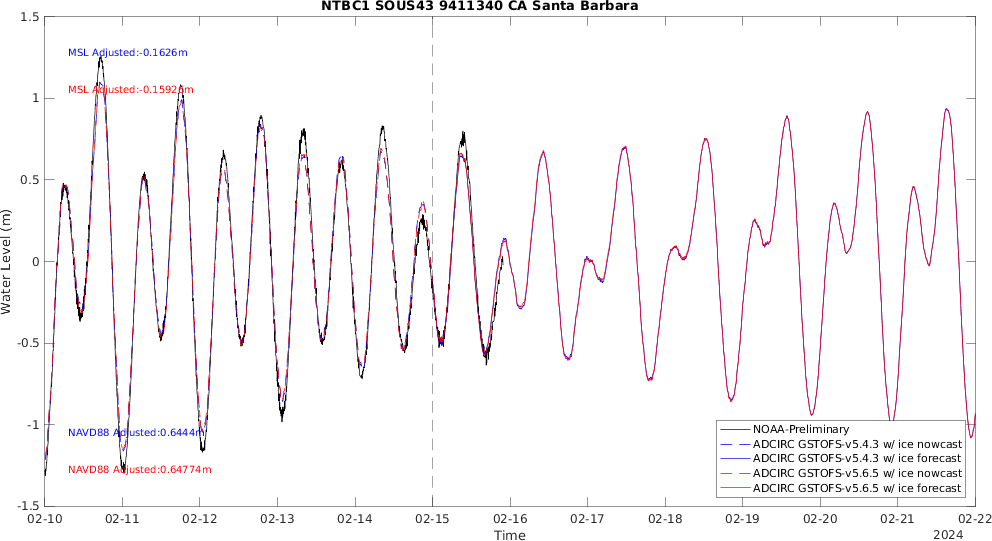 NTBC1 SOUS43 9411340 CA Santa Barbara
1.5
1
0.5
0
-0.5
-1
-1.5
Water Level (m)
MSL Adjusted:-0.1626m
MSL Adjusted:-0.1592
NAVD88 Adjusted:0.6444m
NAVD88 Adjusted:0.64774m
NOAA-Preliminary
ADCIRC GSTOFS-v5.4.3 w/ ice nowcast
ADCIRC GSTOFS-v5.4.3 w/ ice forecast
ADCIRC GSTOFS-v5.6.5 w/ ice nowcast
ADCIRC GSTOFS-v5.6.5 w/ ice forecast
02-10 02-11 02-12 02-13 02-14 02-15 02-16 02-17 02-18 02-19 02-20 02-21 02-22
Time
2024